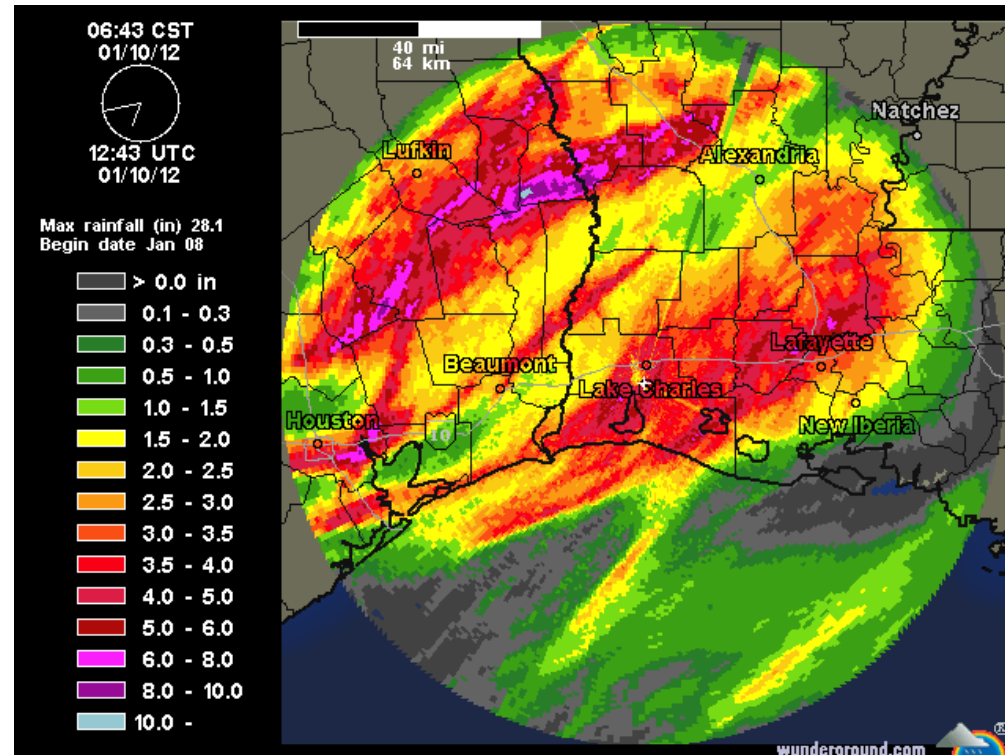 06:43 CST
01/10/12
12:43 UTC
01/10/12
Max rainfall (in) 28.1
Begin date Jan 08
> 0.0 in
0.1 - 0.3
0.3 - 0.5
0.5 - 1.0
1.0 - 1.5
1.5 - 2.0
2.0 - 2.5
2.5 - 3.0
3.0 - 3.5
3.5 - 4.0
4.0 - 5.0
5.0 - 6.0
6.0 - 8.0
8.0 - 10.0
10.0 -
40 mi
64 km
Natchez
Lufkin
Alexandria
Beaumont
Lafayette
Lake Charles
Houston
New Iberia
10
wunderground.com